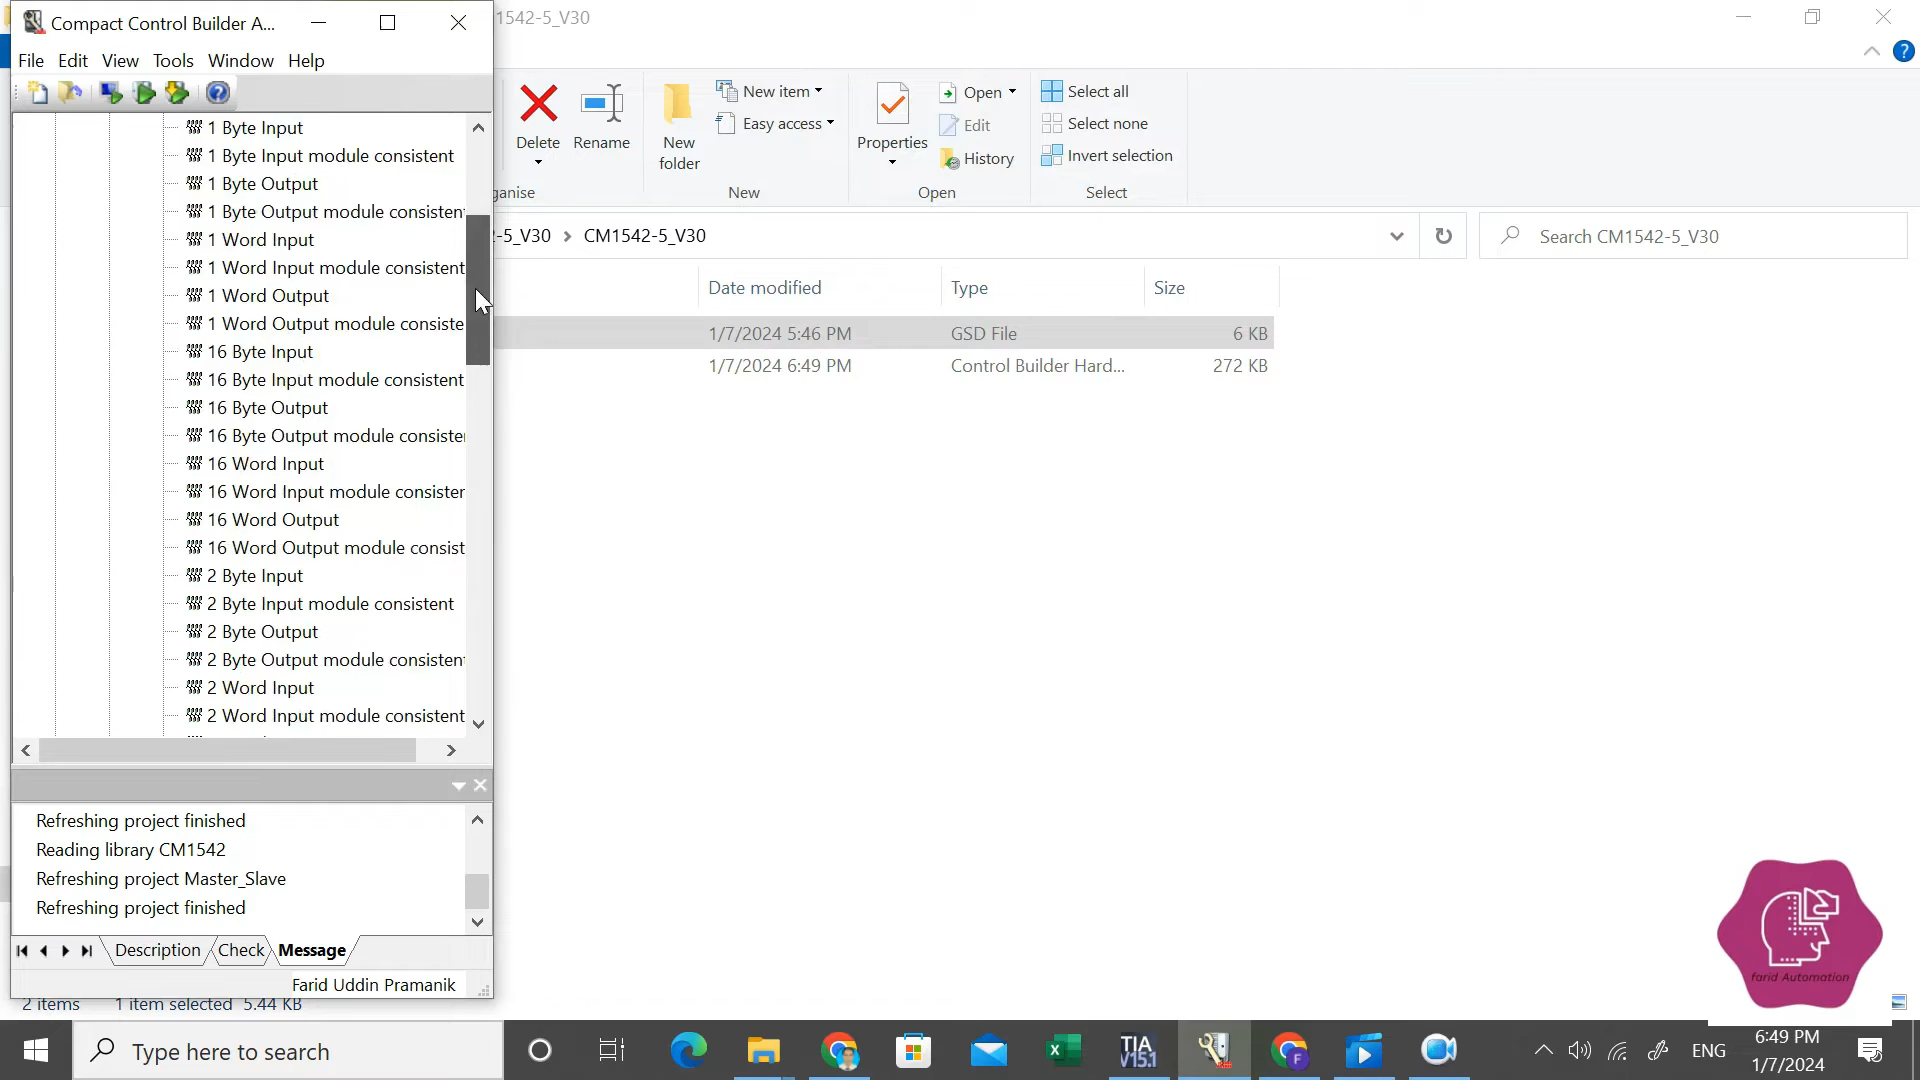 Compact Control Builder A...
File Edit View Tools Window Help
1 Byte Input
1 Byte Input module consistent
1 Byte Output
1 Byte Output module consisten
1 Word Input
1 Word Input module consistent
1 Word Output
1 Word Output module consiste
16 Byte Input
16 Byte Input module consistent
16 Byte Output
16 Byte Output module consiste
16 Word Input
16 Word Input module consister
16 Word Output
16 Word Output module consist
2 Byte Input
2 Byte Input module consistent
2 Byte Output
2 Byte Output module consisten
2 Word Input
2 Word Input module consistent
Refreshing project finished
Reading library CM1542
Refreshing project Master_Slave
Refreshing project finished
Description Check Message
Farid Uddin Pramanik
1542-5_V30
Delete
Rename
New folder
New item
Easy access
Properties
Open
Edit
History
Select all
Select none
Invert selection
ganise
New
Open
Select
2-5_V30 > CM1542-5_V30
Search CM1542-5_V30
Date modified Type Size
1/7/2024 5:46 PM GSD File 6 KB
1/7/2024 6:49 PM Control Builder Hard... 272 KB
2 items 1 item selected 5.44 KB
farid Automation
Type here to search
TIA
V15.1
F
ENG
6:49 PM
1/7/2024